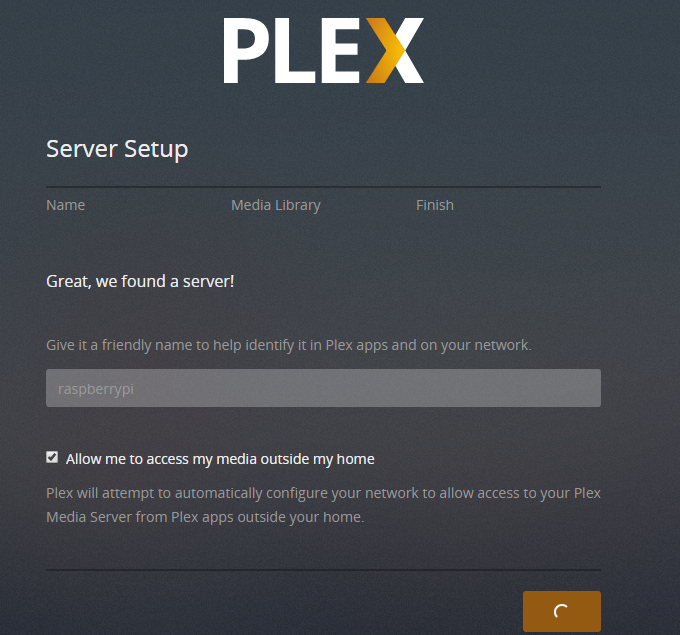 PLEX
Server Setup
Name Media Library Finish
Great, we found a server!
Give it a friendly name to help identify it in Plex apps and on your network.
raspberrypi
Allow me to access my media outside my home
Plex will attempt to automatically configure your network to allow access to your Plex
Media Server from Plex apps outside your home.